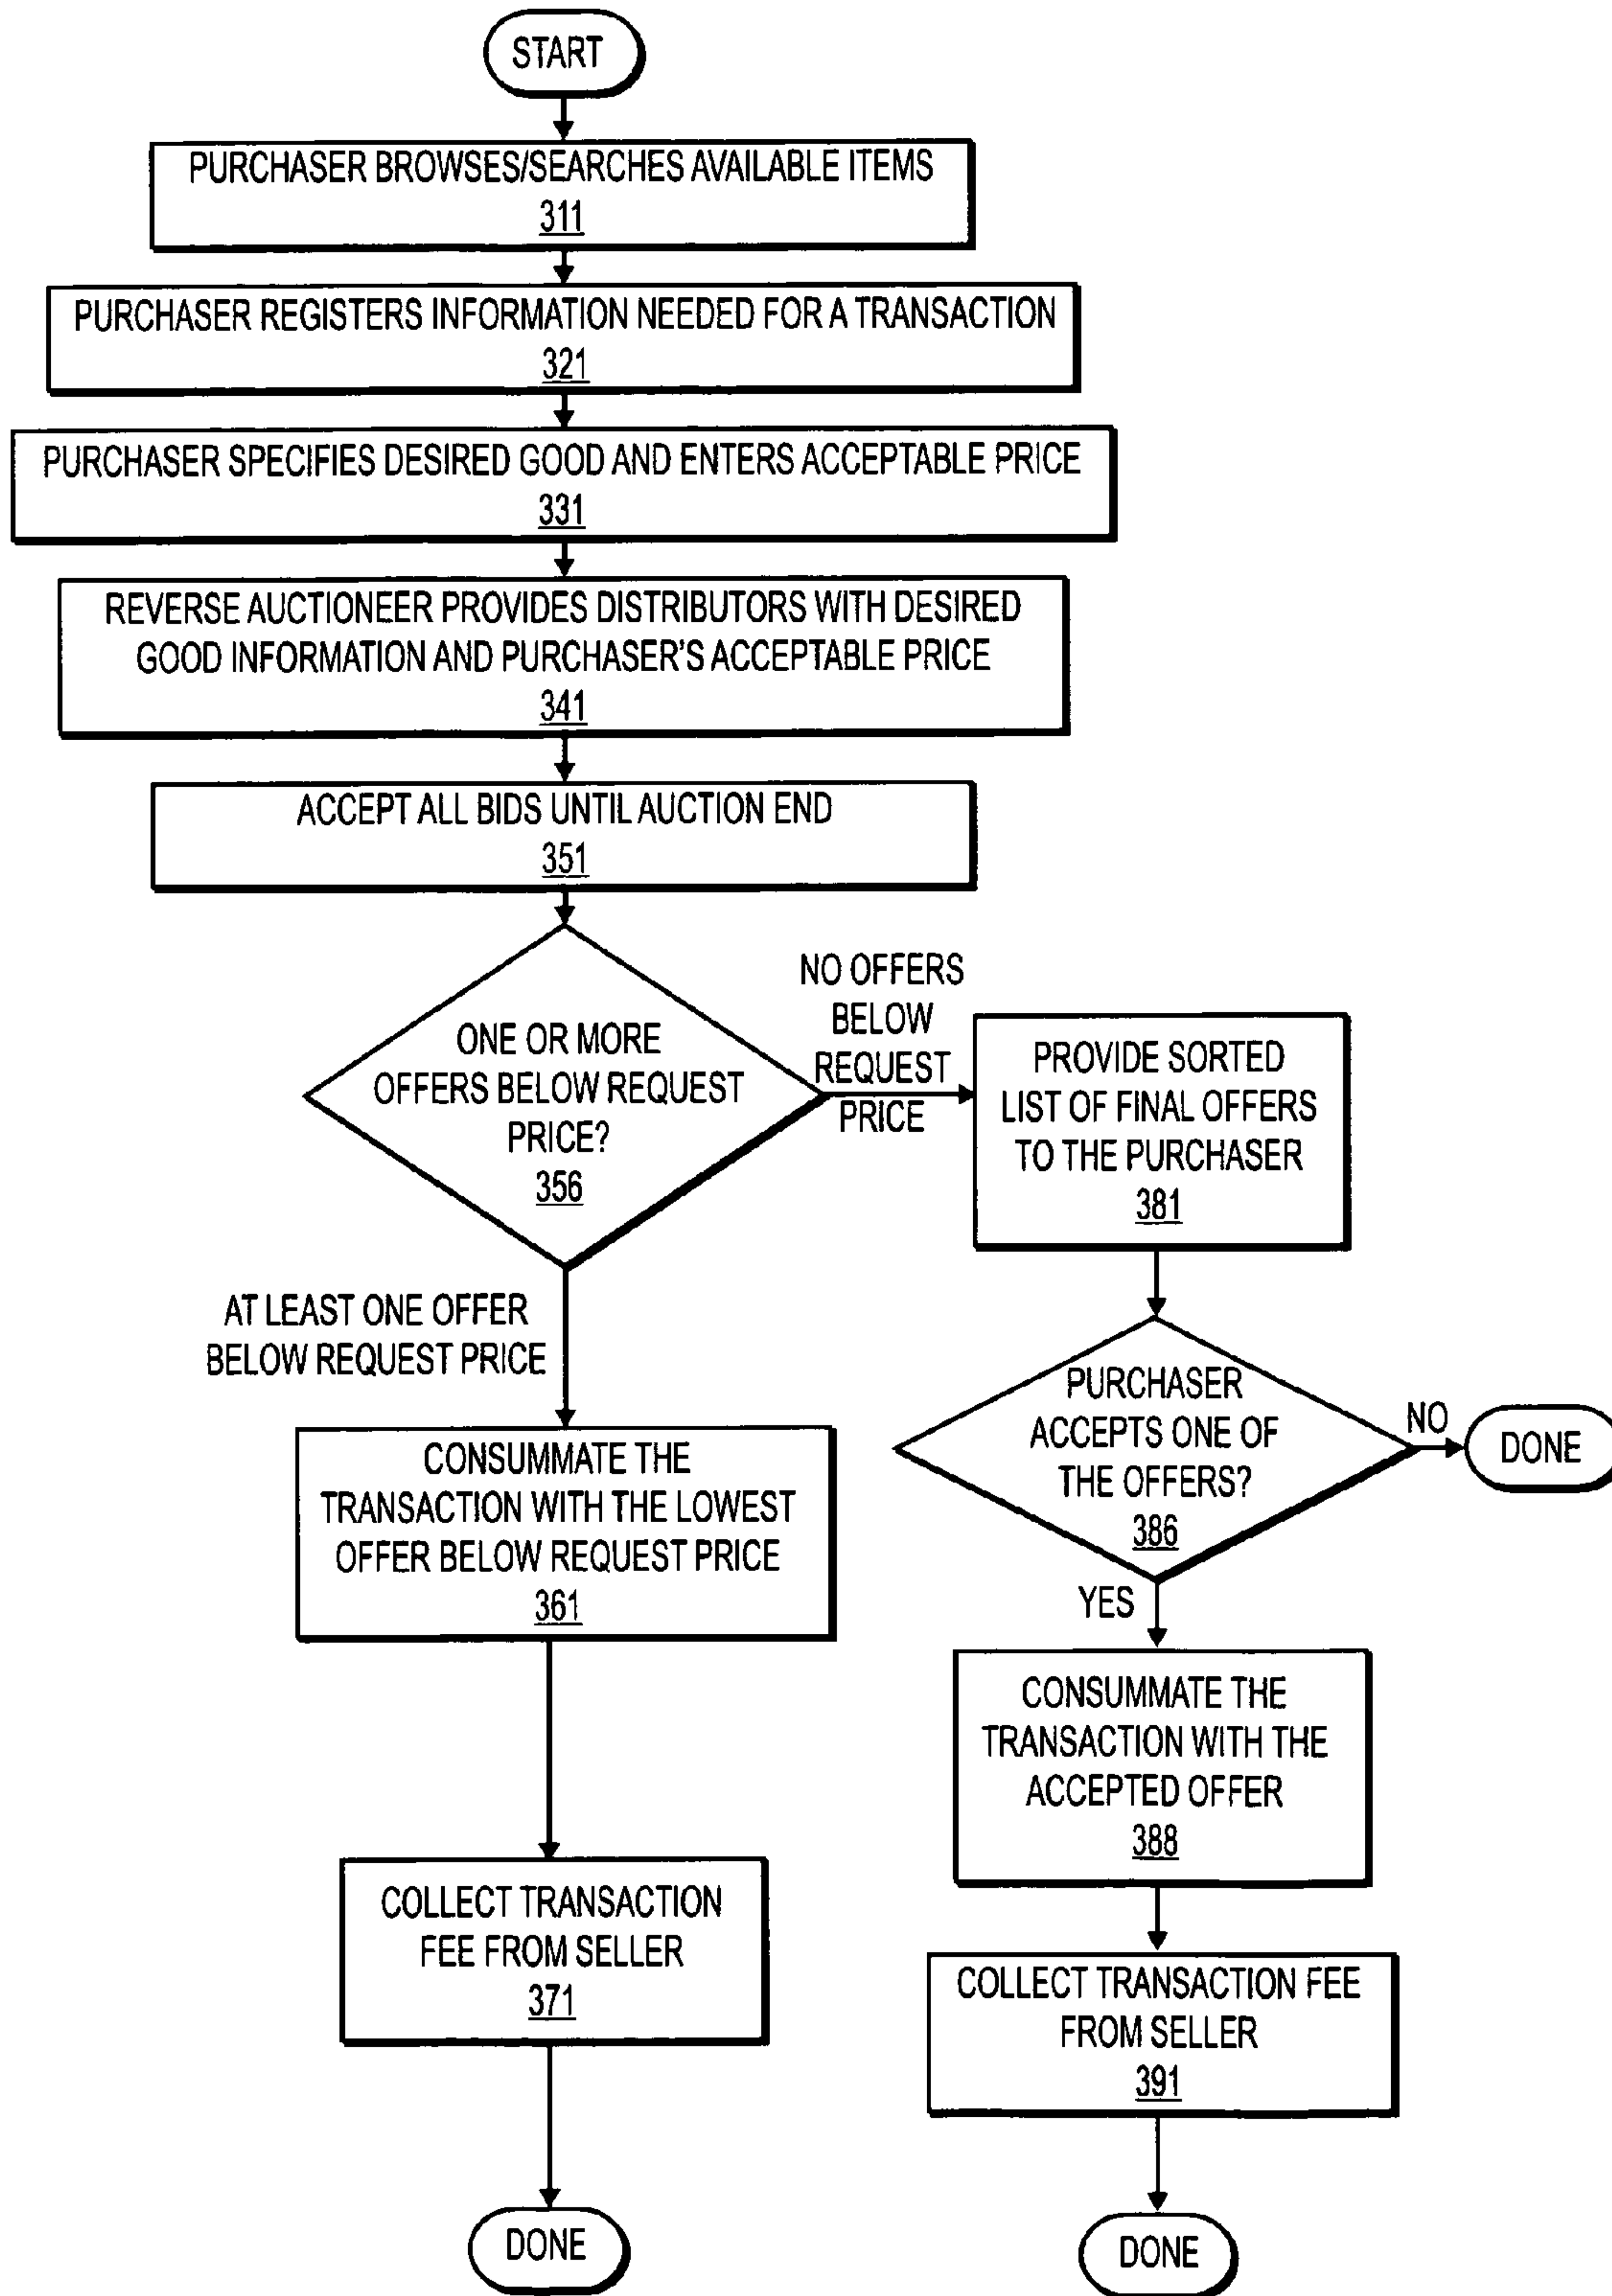 START
PURCHASER BROWSES/SEARCHES AVAILABLE ITEMS
311
PURCHASER REGISTERS INFORMATION NEEDED FOR A TRANSACTION
321
PURCHASER SPECIFIES DESIRED GOOD AND ENTERS ACCEPTABLE PRICE
331
REVERSE AUCTIONEER PROVIDES DISTRIBUTORS WITH DESIRED
GOOD INFORMATION AND PURCHASER'S ACCEPTABLE PRICE
341
ACCEPT ALL BIDS UNTIL AUCTION END
351
ONE OR MORE
OFFERS BELOW REQUEST
PRICE?
356
NO OFFERS
BELOW
REQUEST
PRICE
PROVIDE SORTED
LIST OF FINAL OFFERS
TO THE PURCHASER
381
AT LEAST ONE OFFER
BELOW REQUEST PRICE
PURCHASER
ACCEPTS ONE OF
THE OFFERS?
386
NO
DONE
CONSUMMATE THE
TRANSACTION WITH THE LOWEST
OFFER BELOW REQUEST PRICE
361
YES
CONSUMMATE THE
TRANSACTION WITH THE
ACCEPTED OFFER
388
COLLECT TRANSACTION
FEE FROM SELLER
371
COLLECT TRANSACTION FEE
FROM SELLER
391
DONE
DONE